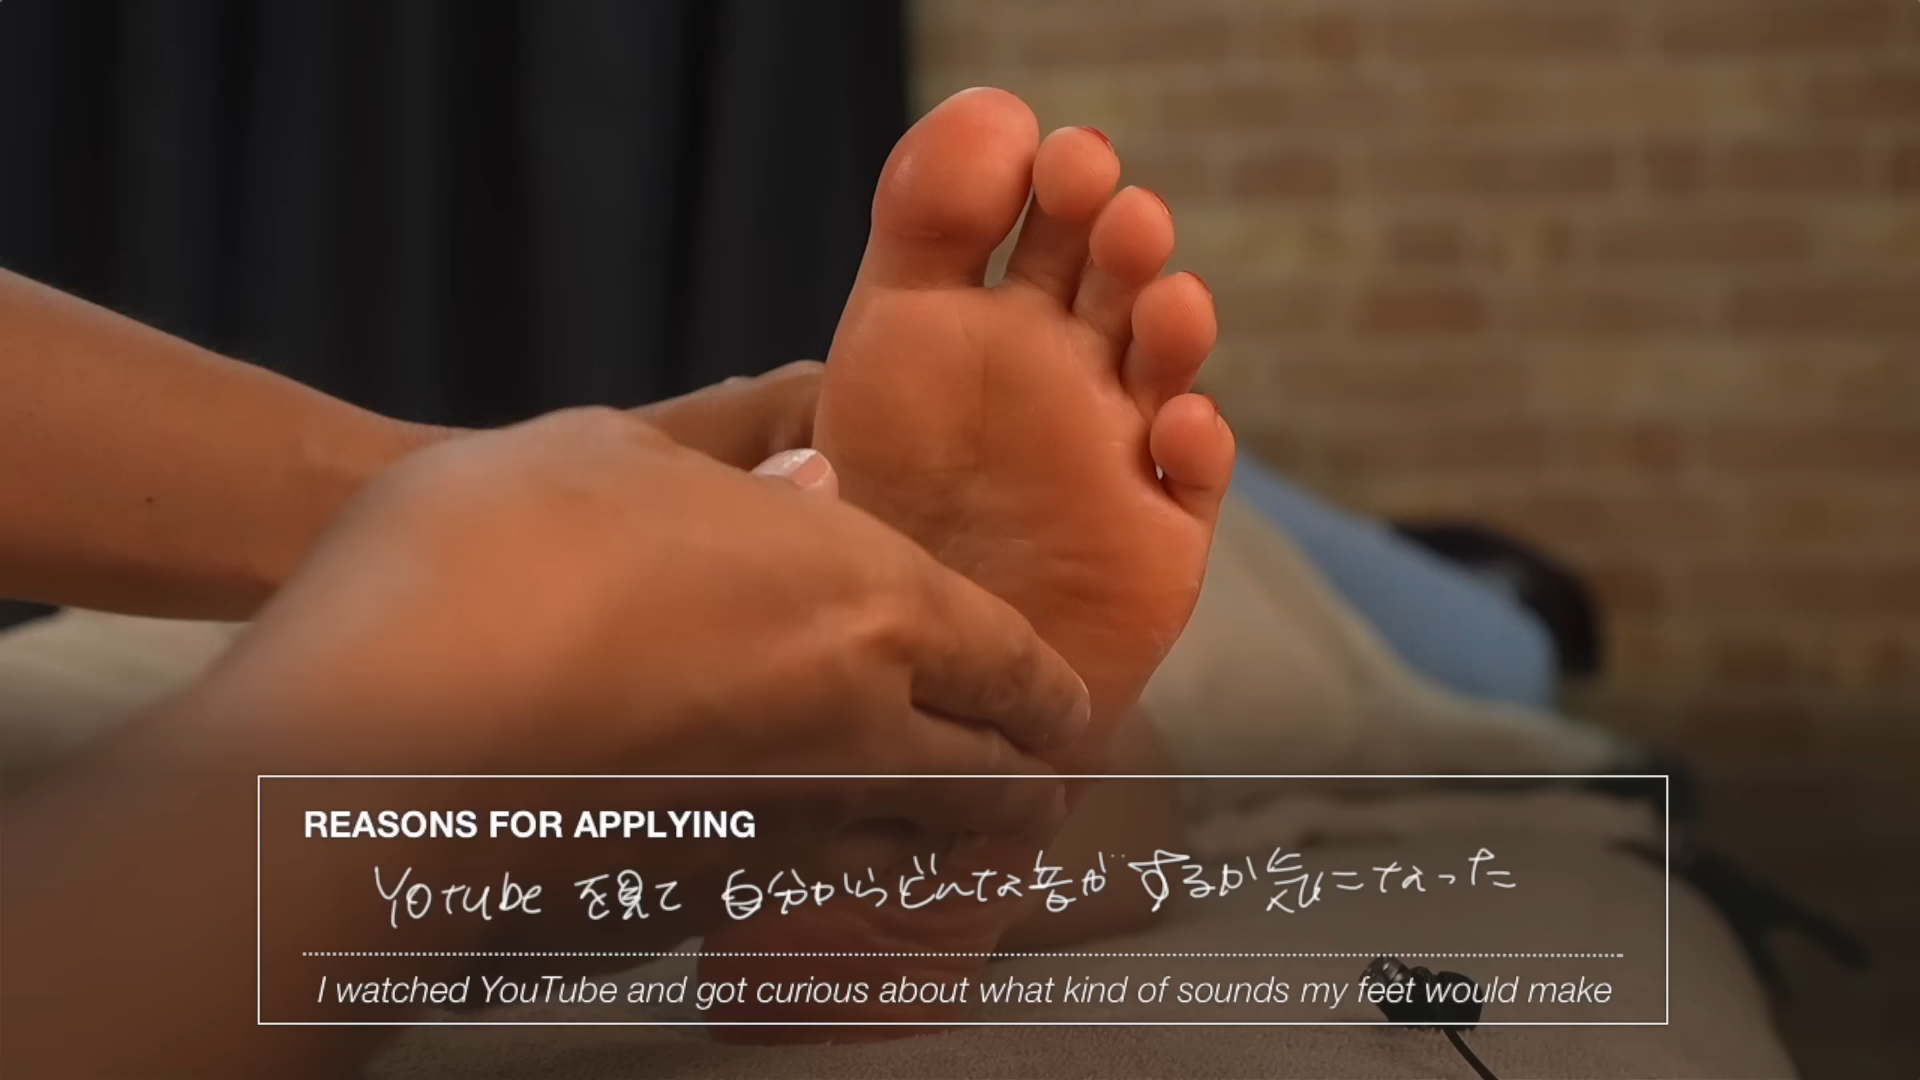 REASONS FOR APPLYING
Yotube を見て 自分からどんな音がするか気になった
I watched YouTube and got curious about what kind of sounds my feet would make